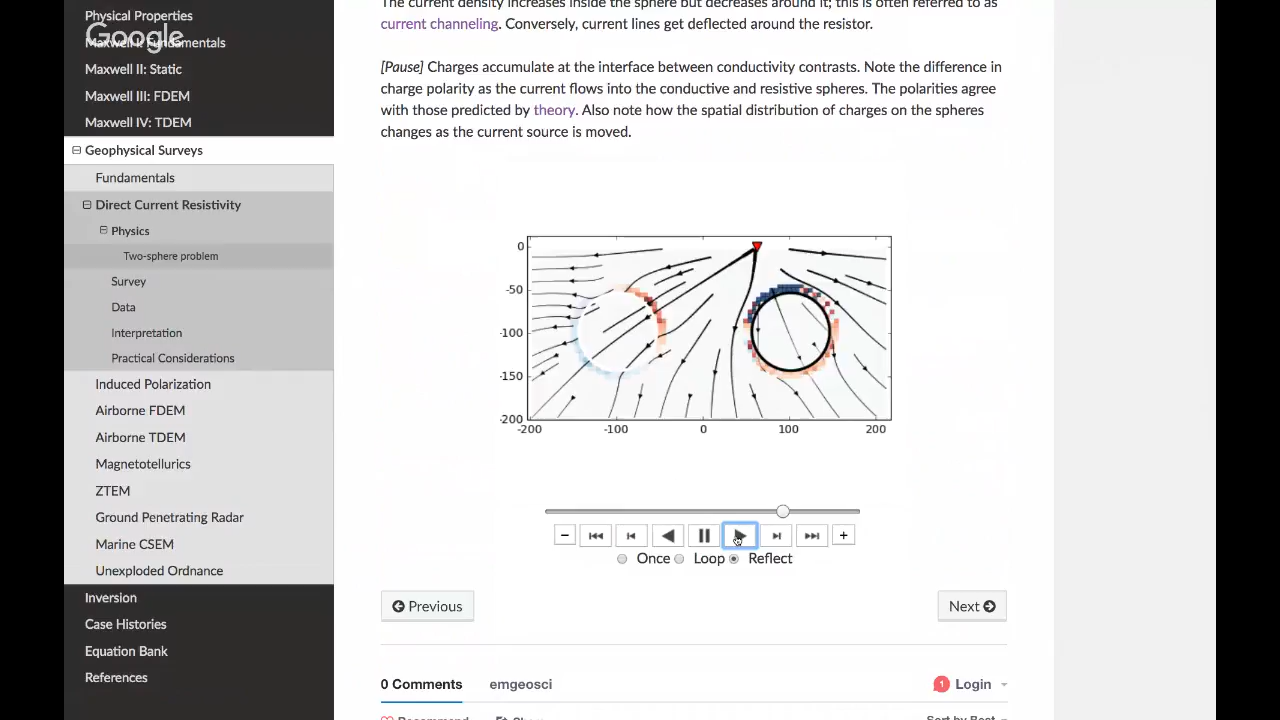 Physical Properties
Google
Maxwell I: Fundamentals
Maxwell II: Static
Maxwell III: FDEM
Maxwell IV: TDEM
Geophysical Surveys
Fundamentals
Direct Current Resistivity
Physics
Two-sphere problem
Survey
Data
Interpretation
Practical Considerations
Induced Polarization
Airborne FDEM
Airborne TDEM
Magnetotellurics
ZTEM
Ground Penetrating Radar
Marine CSEM
Unexploded Ordnance
Inversion
Case Histories
Equation Bank
References
The current density increases inside the sphere but decreases around it; this is often referred to as
current channeling. Conversely, current lines get deflected around the resistor.
[Pause] Charges accumulate at the interface between conductivity contrasts. Note the difference in
charge polarity as the current flows into the conductive and resistive spheres. The polarities agree
with those predicted by theory. Also note how the spatial distribution of charges on the spheres
changes as the current source is moved.
0
-50
-100
-150
-200
-200 -100 0 100 200
Once Loop Reflect
Previous Next
0 Comments emgeosci 1 Login
Recommend Share Sort by Best